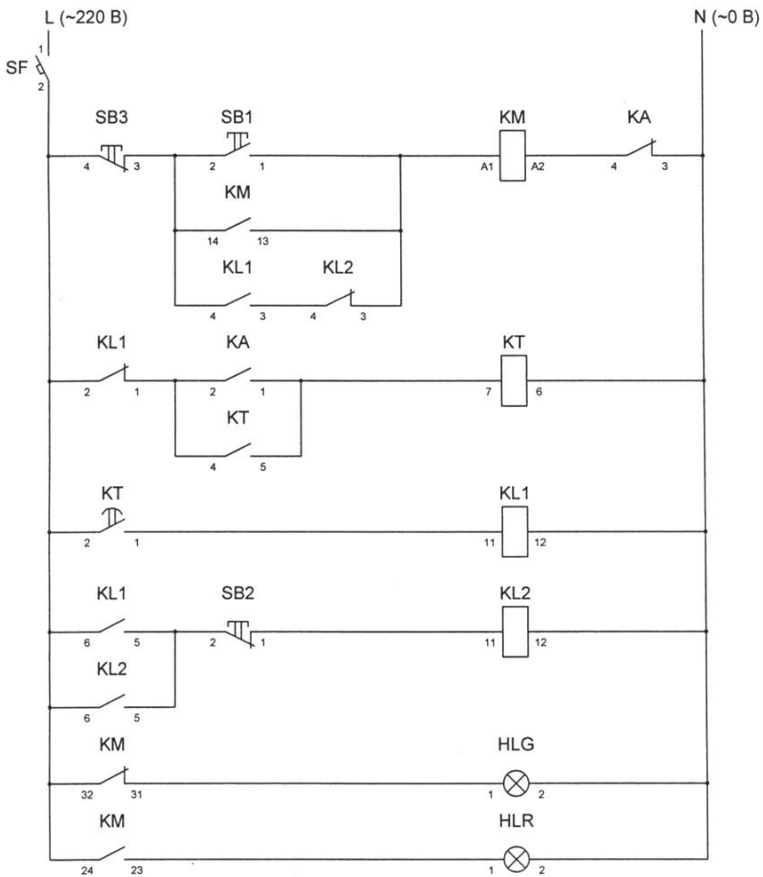 L (~220 В) N (~0 В)
1
SF
2
SB3 SB1 KM KA
4 3 2 1 A1 A2 4 3
KM
14 13
KL1 KL2
4 3 4 3
KL1 KA KT
2 1 2 1 7 6
KT
4 5
KT KL1
2 1 11 12
KL1 SB2 KL2
6 5 2 1 11 12
KL2
6 5
KM HLG
32 31 1 2
KM HLR
24 23 1 2